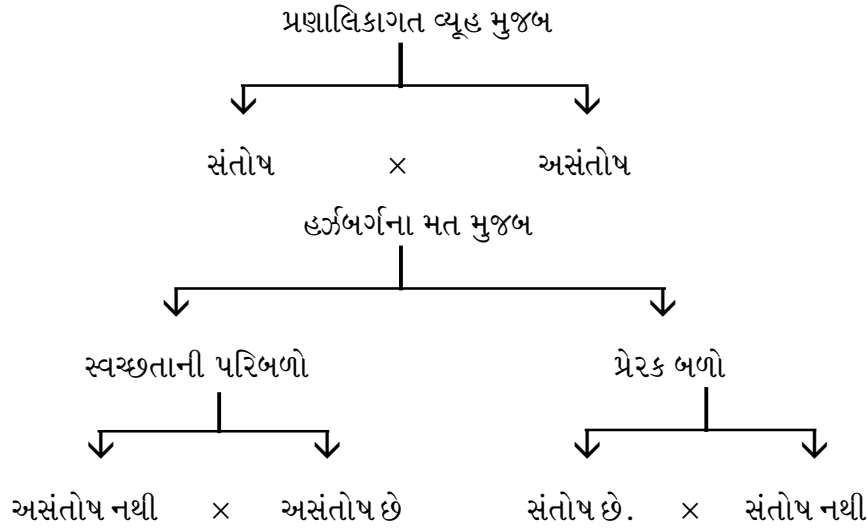 પ્રણાલિકાગત વ્યૂહ મુજબ
સંતોષ × અસંતોષ
હર્ઝબર્ગના મત મુજબ
સ્વચ્છતાની પરિબળો પ્રેરક બળો
અસંતોષ નથી × અસંતોષ છે સંતોષ છે. × સંતોષ નથી